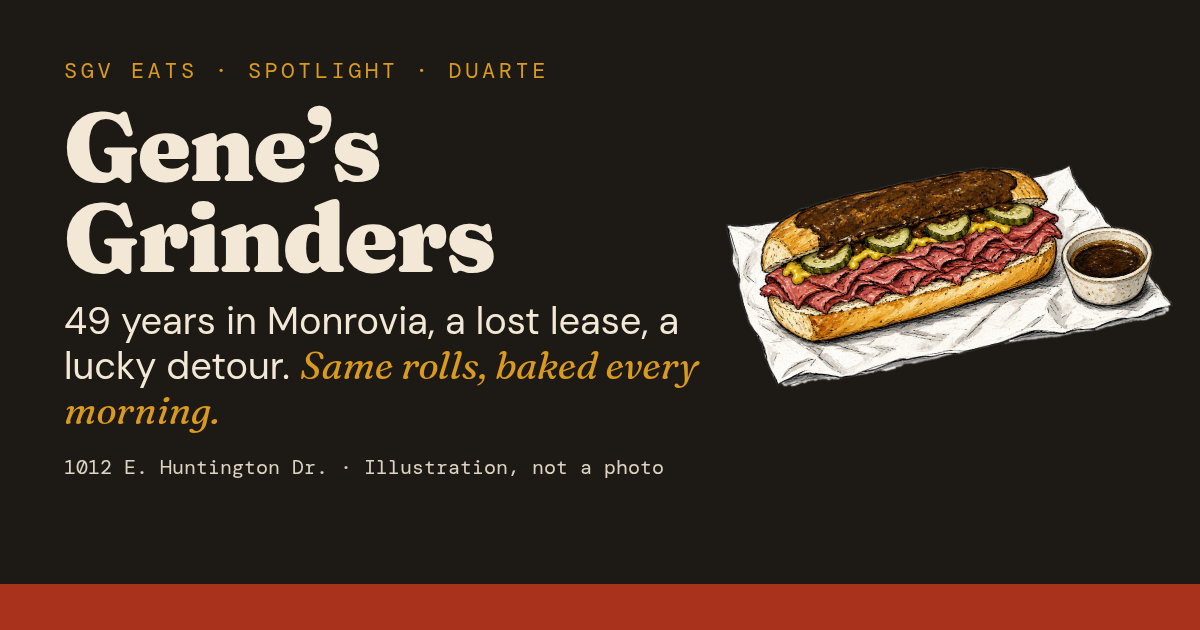 SGV EATS · SPOTLIGHT · DUARTE
Gene’s
Grinders
49 years in Monrovia, a lost lease, a
lucky detour. Same rolls, baked every
morning.
1012 E. Huntington Dr. · Illustration, not a photo